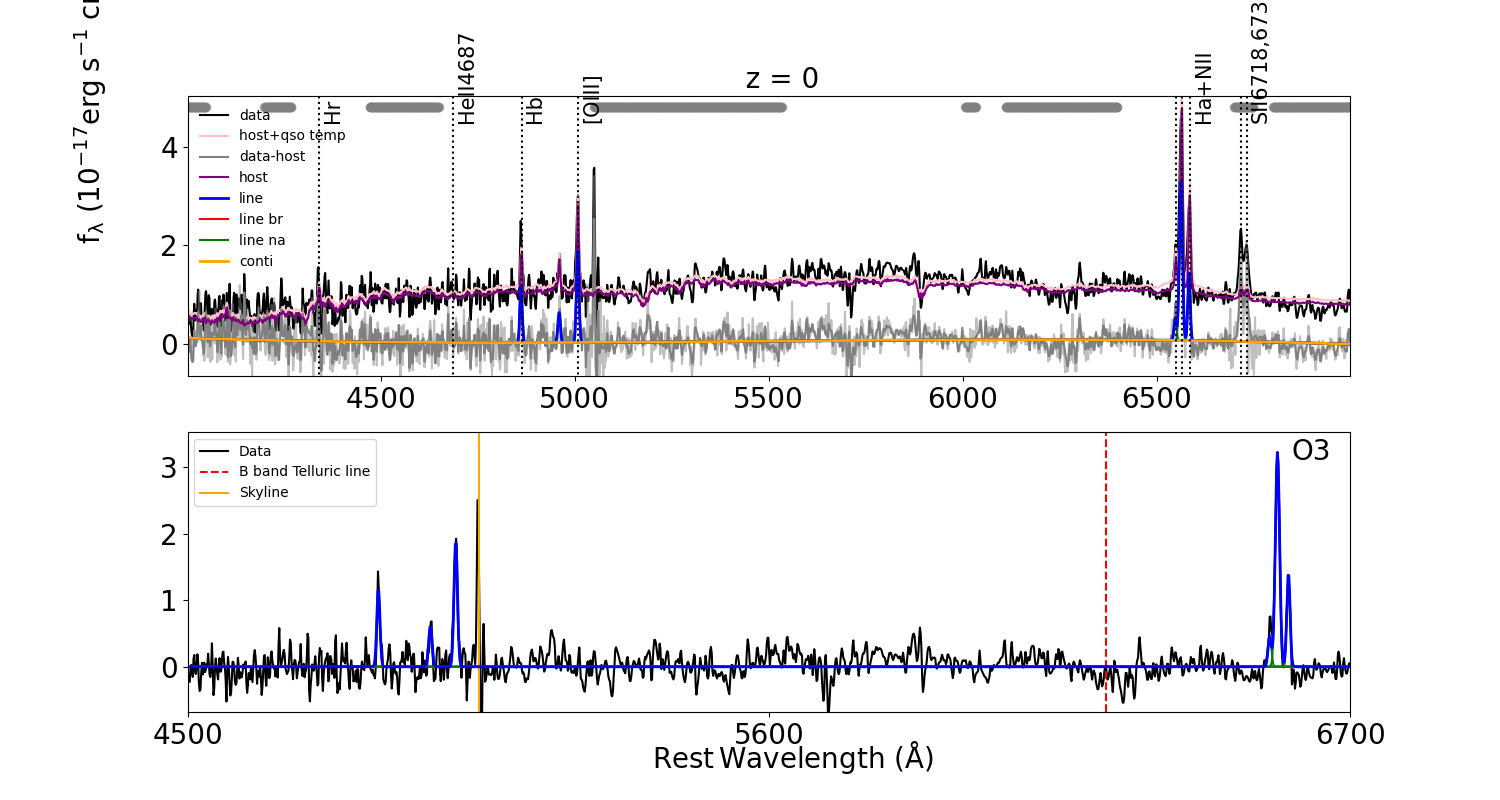 z = 0
f_λ (10^−17 erg s^−1
Hr
HeII4687
Hb
[OIII]
Ha+NII
SII6718,673
data
host+qso temp
data-host
host
line
line br
line na
conti
4
2
0
4500 5000 5500 6000 6500
Data
B band Telluric line
Skyline
O3
3
2
1
0
4500 5600 6700
Rest Wavelength (Å)